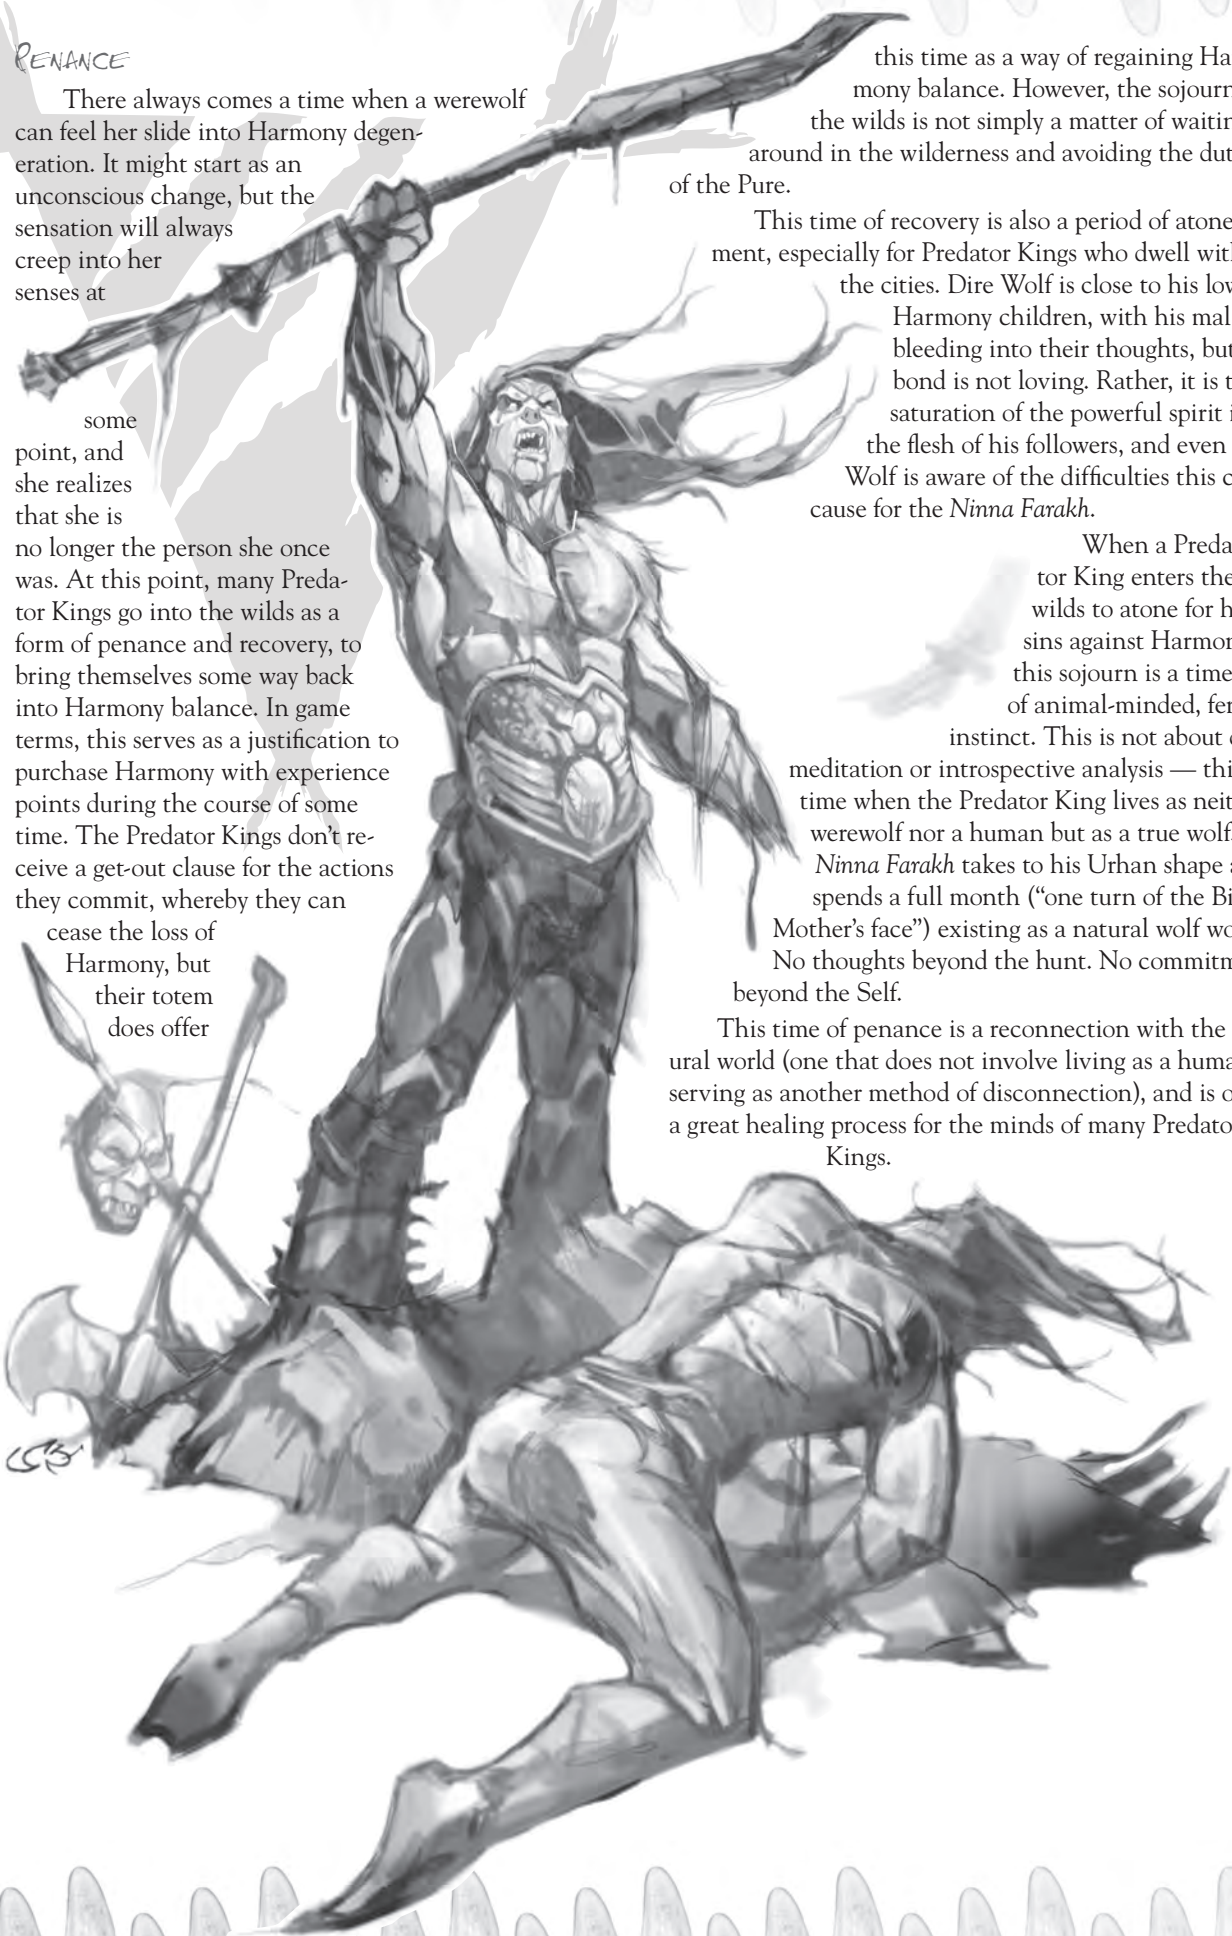 PENANCE
There always comes a time when a werewolf
can feel her slide into Harmony degen-
eration. It might start as an
unconscious change, but the
sensation will always
creep into her
senses at
some
point, and
she realizes
that she is
no longer the person she once
was. At this point, many Preda-
tor Kings go into the wilds as a
form of penance and recovery, to
bring themselves some way back
into Harmony balance. In game
terms, this serves as a justification to
purchase Harmony with experience
points during the course of some
time. The Predator Kings don't re-
ceive a get-out clause for the actions
they commit, whereby they can
cease the loss of
Harmony, but
their totem
does offer
this time as a way of regaining Ha
mony balance. However, the sojourn
the wilds is not simply a matter of waitin
around in the wilderness and avoiding the dut
of the Pure.
This time of recovery is also a period of atone
ment, especially for Predator Kings who dwell with
the cities. Dire Wolf is close to his low
Harmony children, with his mal
bleeding into their thoughts, but
bond is not loving. Rather, it is t
saturation of the powerful spirit i
the flesh of his followers, and even
Wolf is aware of the difficulties this c
cause for the Ninna Farakh.
When a Preda
tor King enters the
wilds to atone for h
sins against Harmon
this sojourn is a time
of animal-minded, fer
instinct. This is not about
meditation or introspective analysis — thi
time when the Predator King lives as neit
werewolf nor a human but as a true wolf.
Ninna Farakh takes to his Urhan shape a
spends a full month (“one turn of the Bi
Mother's face”) existing as a natural wolf wo
No thoughts beyond the hunt. No commitm
beyond the Self.
This time of penance is a reconnection with the
ural world (one that does not involve living as a huma
serving as another method of disconnection), and is o
a great healing process for the minds of many Predato
Kings.